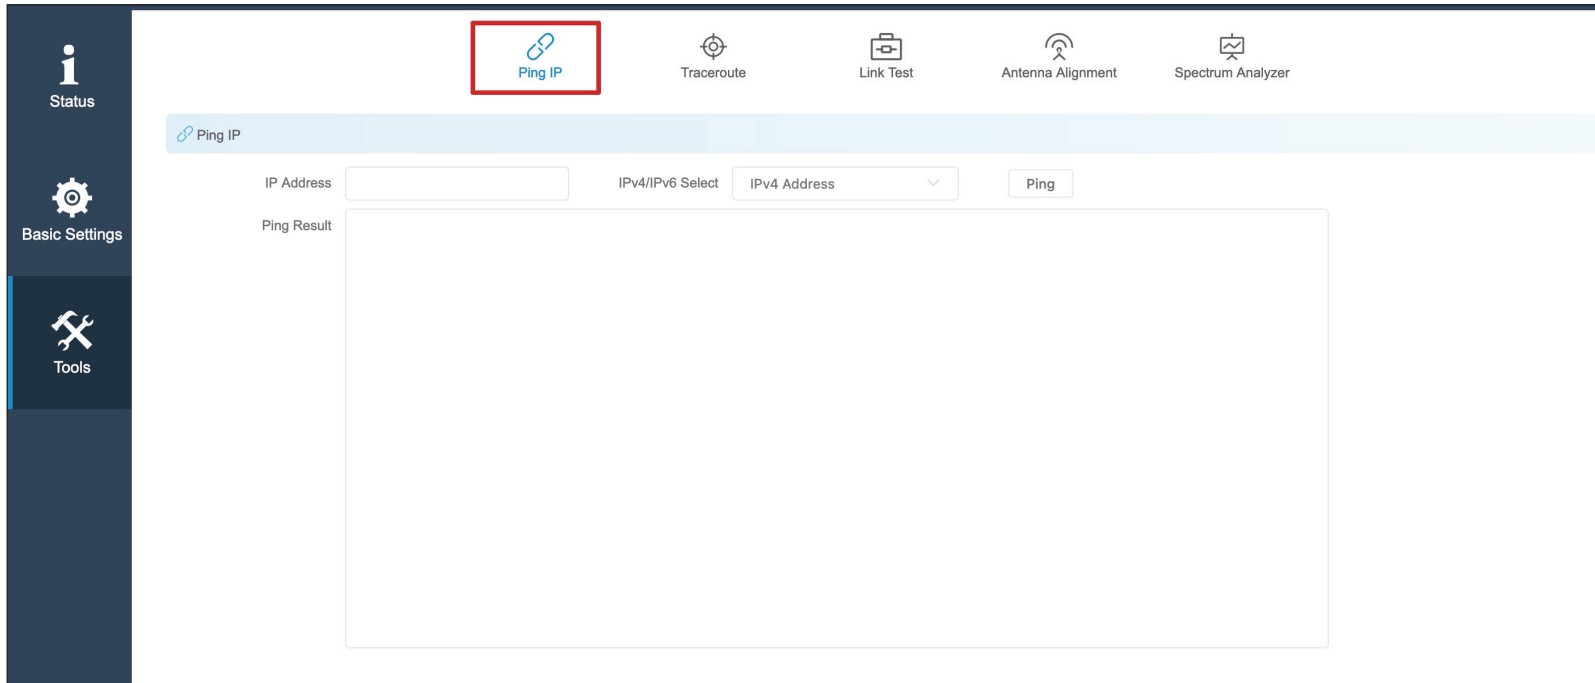 Status
Basic Settings
Tools
Ping IP
Traceroute
Link Test
Antenna Alignment
Spectrum Analyzer
Ping IP
IP Address
IPv4/IPv6 Select
IPv4 Address
Ping
Ping Result